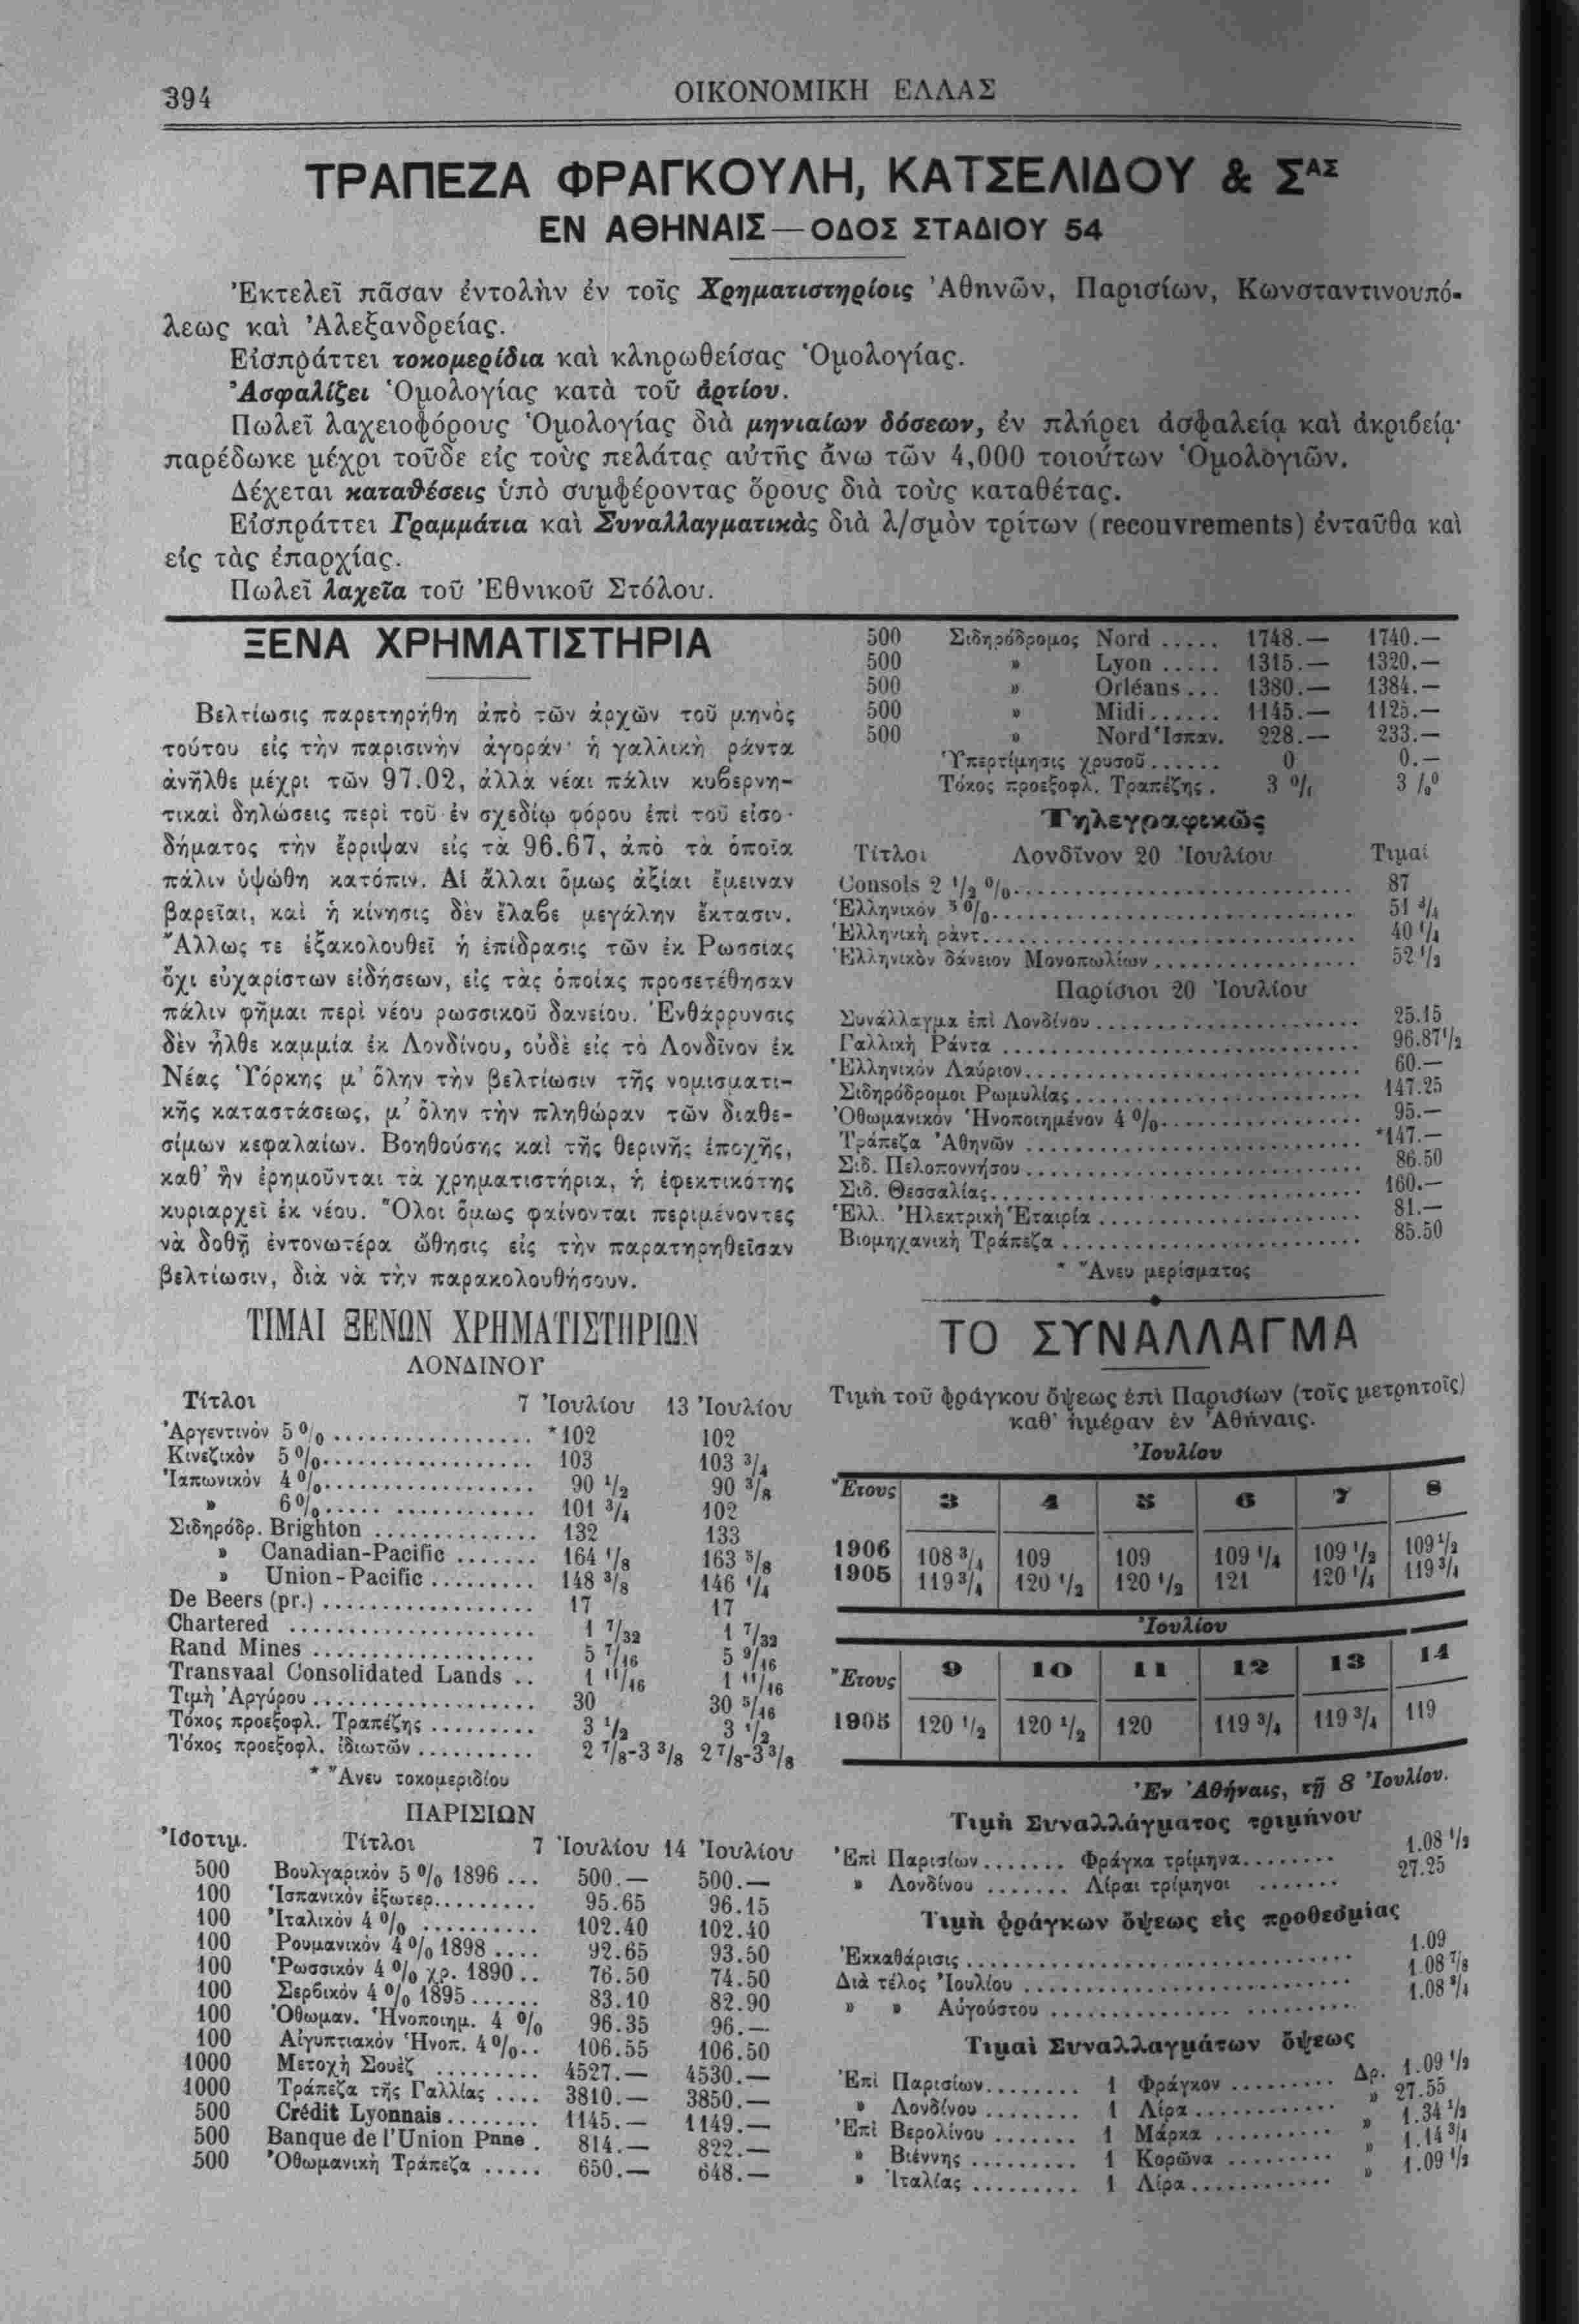 394
ΟΙΚΟΝΟΜΙΚΗ ΕΛΛΑΣ
ΤΡΑΠΕΖΑ ΦΡΑΓΚΟΥΛΗ, ΚΑΤΣΕΛΙΔΟΥ & Σᴬˢ
ΕΝ ΑΘΗΝΑΙΣ—ΟΔΟΣ ΣΤΑΔΙΟΥ 54
Ἐκτελεῖ πᾶσαν ἐντολὴν ἐν τοῖς Χρηματιστηρίοις Ἀθηνῶν, Παρισίων, Κωνσταντινουπό-
λεως καὶ Ἀλεξανδρείας.
Εἰσπράττει τοκομερίδια καὶ κληρωθείσας Ὁμολογίας.
Ἀσφαλίζει Ὁμολογίας κατὰ τοῦ ἀρτίου.
Πωλεῖ λαχειοφόρους Ὁμολογίας διὰ μηνιαίων δόσεων, ἐν πλήρει ἀσφαλείᾳ καὶ ἀκριβείᾳ·
παρέδωκε μέχρι τοῦδε εἰς τοὺς πελάτας αὐτῆς ἄνω τῶν 4,000 τοιούτων Ὁμολογιῶν.
Δέχεται καταθέσεις ὑπὸ συμφέροντας ὅρους διὰ τοὺς καταθέτας.
Εἰσπράττει Γραμμάτια καὶ Συναλλαγματικὰς διὰ λ/σμὸν τρίτων (recouvrements) ἐνταῦθα καὶ
εἰς τὰς ἐπαρχίας.
Πωλεῖ λαχεῖα τοῦ Ἐθνικοῦ Στόλου.
ΞΕΝΑ ΧΡΗΜΑΤΙΣΤΗΡΙΑ
Βελτίωσις παρετηρήθη ἀπὸ τῶν ἀρχῶν τοῦ μηνὸς
τούτου εἰς τὴν παρισινὴν ἀγοράν· ἡ γαλλικὴ ράντα
ἀνῆλθε μέχρι τῶν 97.02, ἀλλὰ νέαι πάλιν κυβερνη-
τικαὶ δηλώσεις περὶ τοῦ ἐν σχεδίῳ φόρου ἐπὶ τοῦ εἰσο-
δήματος τὴν ἔρριψαν εἰς τὰ 96.67, ἀπὸ τὰ ὁποῖα
πάλιν ὑψώθη κατόπιν. Αἱ ἄλλαι ὅμως ἀξίαι ἔμειναν
βαρεῖαι, καὶ ἡ κίνησις δὲν ἔλαβε μεγάλην ἔκτασιν.
Ἄλλως τε ἐξακολουθεῖ ἡ ἐπίδρασις τῶν ἐκ Ρωσσίας
ὄχι εὐχαρίστων εἰδήσεων, εἰς τὰς ὁποίας προσετέθησαν
πάλιν φῆμαι περὶ νέου ρωσσικοῦ δανείου. Ἐνθάρρυνσις
δὲν ἦλθε καμμία ἐκ Λονδίνου, οὐδὲ εἰς τὸ Λονδῖνον ἐκ
Νέας Ὑόρκης μ' ὅλην τὴν βελτίωσιν τῆς νομισματι-
κῆς καταστάσεως, μ' ὅλην τὴν πληθώραν τῶν διαθε-
σίμων κεφαλαίων. Βοηθούσης καὶ τῆς θερινῆς ἐποχῆς,
καθ' ἣν ἐρημοῦνται τὰ χρηματιστήρια, ἡ ἐφεκτικότης
κυριαρχεῖ ἐκ νέου. Ὅλοι ὅμως φαίνονται περιμένοντες
νὰ δοθῇ ἐντονωτέρα ὤθησις εἰς τὴν παρατηρηθεῖσαν
βελτίωσιν, διὰ νὰ τὴν παρακολουθήσουν.
ΤΙΜΑΙ ΞΕΝΩΝ ΧΡΗΜΑΤΙΣΤΗΡΙΩΝ
ΛΟΝΔΙΝΟΥ
Τίτλοι 7 Ἰουλίου 13 Ἰουλίου
Ἀργεντινὸν 5 % ... *102 102
Κινεζικὸν 5 % ... 103 103 3/4
Ἰαπωνικὸν 4 % ... 90 1/2 90 3/8
» 6 % ... 101 3/4 102
Σιδηρόδρ. Brighton ... 132 133
» Canadian-Pacific ... 164 1/8 163 5/8
» Union-Pacific ... 148 3/8 146 1/4
De Beers (pr.) ... 17 17
Chartered ... 1 7/32 1 7/32
Rand Mines ... 5 7/16 5 9/16
Transvaal Consolidated Lands .. 1 11/16 1 11/16
Τιμὴ Ἀργύρου ... 30 30 5/16
Τόκος προεξοφλ. Τραπέζης ... 3 1/2 3 1/2
Τόκος προεξοφλ. ἰδιωτῶν ... 2 7/8-3 3/8 2 7/8-3 3/8
* Ἄνευ τοκομεριδίου
ΠΑΡΙΣΙΩΝ
Ἰσοτιμ. Τίτλοι 7 Ἰουλίου 14 Ἰουλίου
500 Βουλγαρικὸν 5 % 1896 ... 500.— 500.—
100 Ἰσπανικὸν ἐξωτερ. ... 95.65 96.15
100 Ἰταλικὸν 4 % ... 102.40 102.40
100 Ρουμανικὸν 4 % 1898 .... 92.65 93.50
100 Ῥωσσικὸν 4 % χρ. 1890 .. 76.50 74.50
100 Σερβικὸν 4 % 1895 ...... 83.10 82.90
100 Ὀθωμαν. Ἡνοποιημ. 4 % 96.35 96.—
100 Αἰγυπτιακὸν Ἡνοπ. 4 % .. 106.55 106.50
1000 Μετοχὴ Σουὲζ ... 4527.— 4530.—
1000 Τράπεζα τῆς Γαλλίας .... 3810.— 3850.—
500 Crédit Lyonnais ... 1145.— 1149.—
500 Banque de l'Union Pnne . 814.— 822.—
500 Ὀθωμανικὴ Τράπεζα ..... 650.— 648.—
500 Σιδηρόδρομος Nord ..... 1748.— 1740.—
500 » Lyon ..... 1315.— 1320.—
500 » Orléans ... 1380.— 1384.—
500 » Midi ...... 1145.— 1125.—
500 » Nord Ἱσπαν. 228.— 233.—
Ὑπερτίμησις χρυσοῦ ...... 0 0.—
Τόκος προεξοφλ. Τραπέζης . 3 % 3 %
Τηλεγραφικῶς
Τίτλοι Λονδῖνον 20 Ἰουλίου Τιμαὶ
Consols 2 1/2 % ... 87
Ἑλληνικὸν 5 % ... 51 3/4
Ἑλληνικὴ ράντ. ... 40 1/4
Ἑλληνικὸν δάνειον Μονοπωλίων ... 52 1/2
Παρίσιοι 20 Ἰουλίου
Συνάλλαγμα ἐπὶ Λονδίνου ... 25.15
Γαλλικὴ Ράντα ... 96.87 1/2
Ἑλληνικὸν Λαύριον ... 60.—
Σιδηρόδρομοι Ρωμυλίας ... 147.25
Ὀθωμανικὸν Ἡνοποιημένον 4 % ... 95.—
Τράπεζα Ἀθηνῶν ... *147.—
Σιδ. Πελοποννήσου ... 86.50
Σιδ. Θεσσαλίας ... 160.—
Ἑλλ. Ἠλεκτρικὴ Ἑταιρία ... 81.—
Βιομηχανικὴ Τράπεζα ... 85.50
* Ἄνευ μερίσματος
ΤΟ ΣΥΝΑΛΛΑΓΜΑ
Τιμὴ τοῦ φράγκου ὄψεως ἐπὶ Παρισίων (τοῖς μετρητοῖς)
καθ' ἡμέραν ἐν Ἀθήναις.
Ἰουλίου
Ἔτους 3 4 5 6 7 8
1906 108 3/4 109 109 109 1/4 109 1/2 109 1/2
1905 119 3/4 120 1/2 120 1/2 121 120 1/4 119 3/4
Ἰουλίου
Ἔτους 9 10 11 12 13 14
1905 120 1/2 120 1/2 120 119 3/4 119 3/4 119
Ἐν Ἀθήναις, τῇ 8 Ἰουλίου.
Τιμὴ Συναλλάγματος τριμήνου
Ἐπὶ Παρισίων ....... Φράγκα τρίμηνα ........ 1.08 1/2
» Λονδίνου ....... Λίραι τρίμηνοι ....... 27.25
Τιμὴ φράγκων ὄψεως εἰς προθεσμίας
Ἐκκαθάρισις ... 1.09
Διὰ τέλος Ἰουλίου ... 1.08 7/8
» » Αὐγούστου ... 1.08 3/4
Τιμαὶ Συναλλαγμάτων ὄψεως
Ἐπὶ Παρισίων ........ 1 Φράγκον ......... Δρ. 1.09 1/2
» Λονδίνου ........ 1 Λίρα ............ » 27.55
Ἐπὶ Βερολίνου ....... 1 Μάρκα .......... » 1.34 1/2
» Βιέννης ......... 1 Κορῶνα ......... » 1.14 3/4
» Ἰταλίας ......... 1 Λίρα ............ » 1.09 1/2